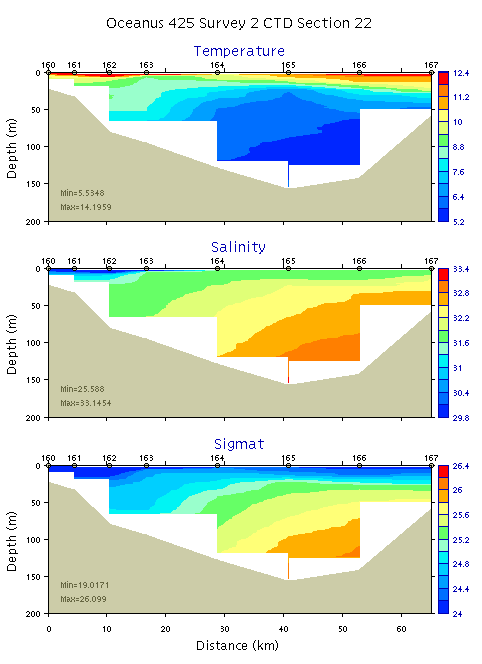 Oceanus 425 Survey 2 CTD Section 22
Temperature
160 161 162 163 164 165 166 167
0
50
100
150
200
Depth (m)
Min=5.5348
Max=14.1959
12.4
11.2
10
8.8
7.6
6.4
5.2
Salinity
160 161 162 163 164 165 166 167
0
50
100
150
200
Depth (m)
Min=25.588
Max=33.1454
33.4
32.8
32.2
31.6
31
30.4
29.8
Sigmat
160 161 162 163 164 165 166 167
0
50
100
150
200
Depth (m)
Min=19.0171
Max=26.099
26.4
26
25.6
25.2
24.8
24.4
24
0 10 20 30 40 50 60
Distance (km)